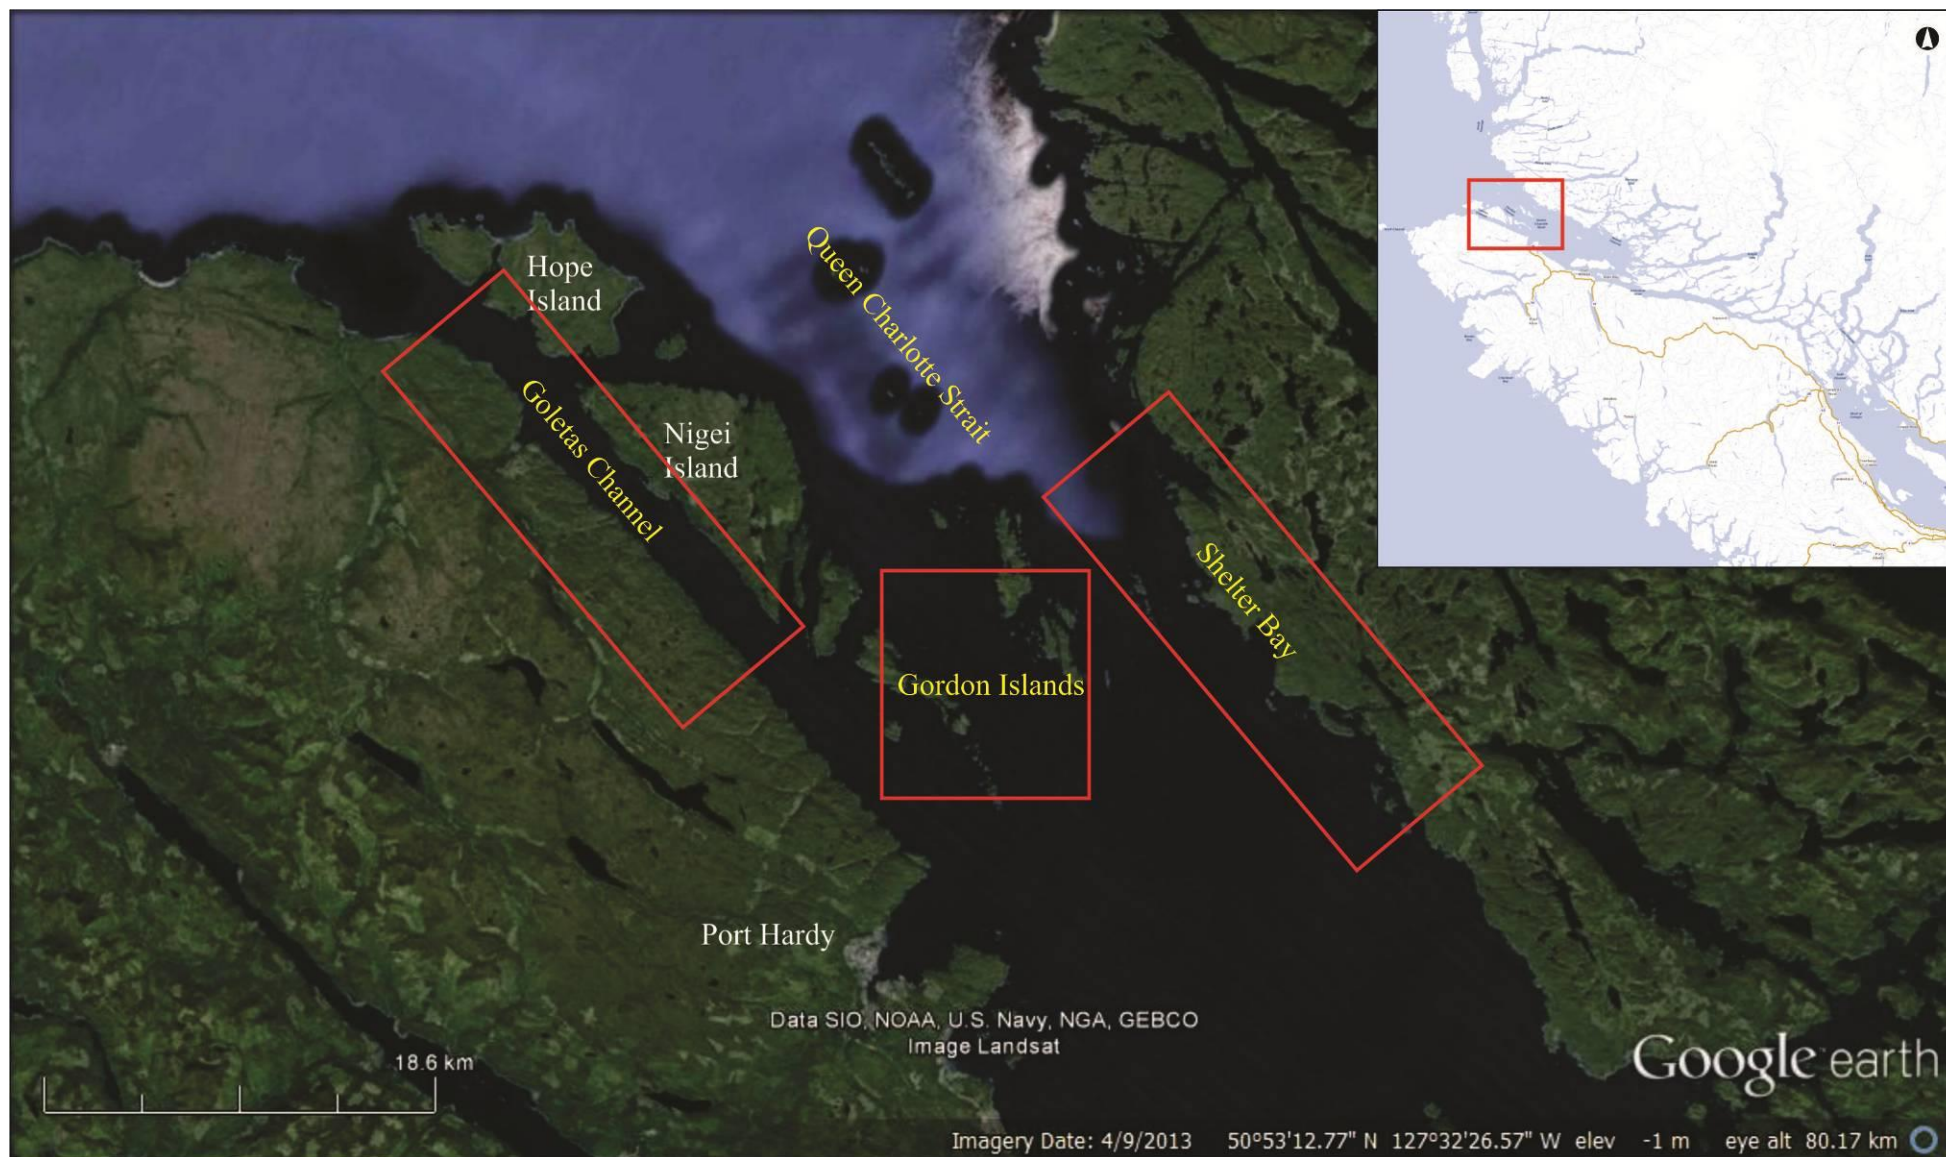 Hope
Island
Queen Charlotte Strait
Goletas Channel
Nigei
Island
Shelter Bay
Gordon Islands
Port Hardy
Data SIO, NOAA, U.S. Navy, NGA, GEBCO
Image Landsat
18.6 km
Google earth
Imagery Date: 4/9/2013 50°53'12.77" N 127°32'26.57" W elev -1 m eye alt 80.17 km